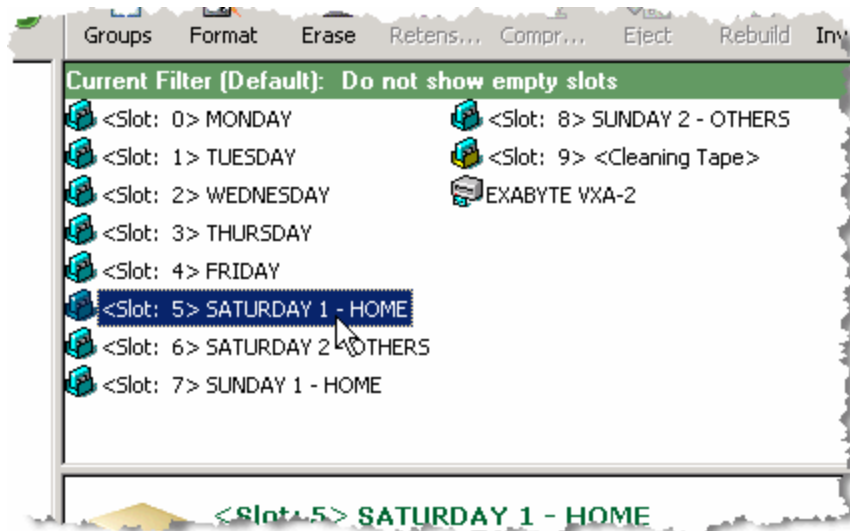 Groups Format Erase Retens... Compr... Eject Rebuild Inv
Current Filter (Default): Do not show empty slots
<Slot: 0> MONDAY
<Slot: 1> TUESDAY
<Slot: 2> WEDNESDAY
<Slot: 3> THURSDAY
<Slot: 4> FRIDAY
<Slot: 5> SATURDAY 1 - HOME
<Slot: 6> SATURDAY 2 - OTHERS
<Slot: 7> SUNDAY 1 - HOME
<Slot: 8> SUNDAY 2 - OTHERS
<Slot: 9> <Cleaning Tape>
EXABYTE VXA-2
<Slot: 5> SATURDAY 1 - HOME